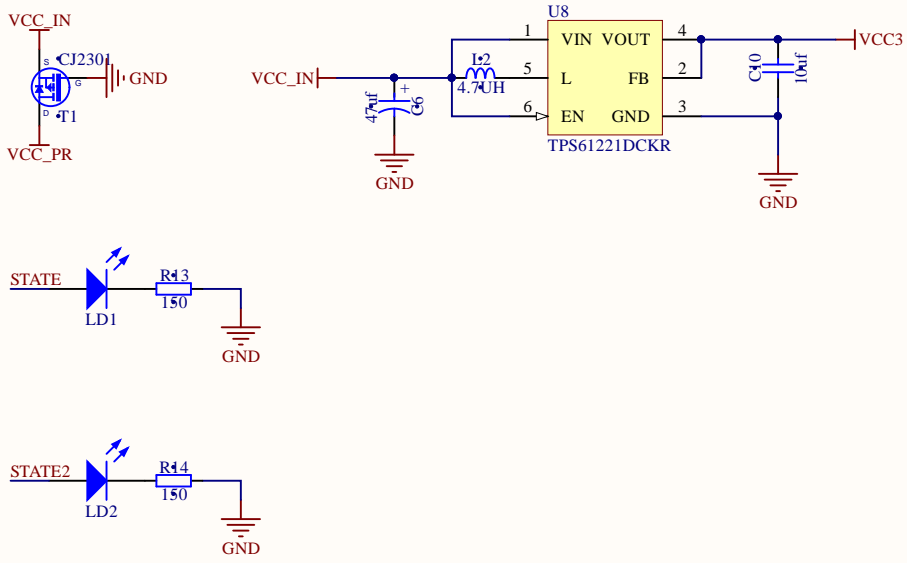 VCC_IN
S
CJ2301
G
GND
D
T1
VCC_PR
VCC_IN
47uf
+
C6
GND
L2
4.7UH
U8
1
VIN
VOUT
4
5
L
FB
2
6
EN
GND
3
TPS61221DCKR
C10
10uf
VCC3
GND
STATE
LD1
R13
150
GND
STATE2
LD2
R14
150
GND